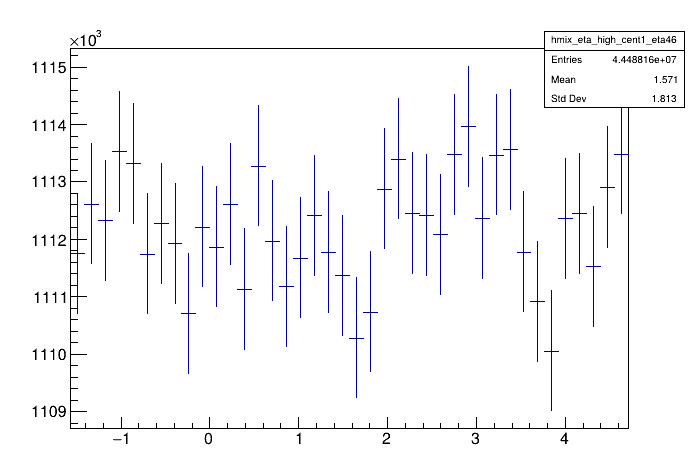 ×10³
hmix_eta_high_cent1_eta46
Entries 4.448816e+07
Mean 1.571
Std Dev 1.813
1115
1114
1113
1112
1111
1110
1109
−1 0 1 2 3 4